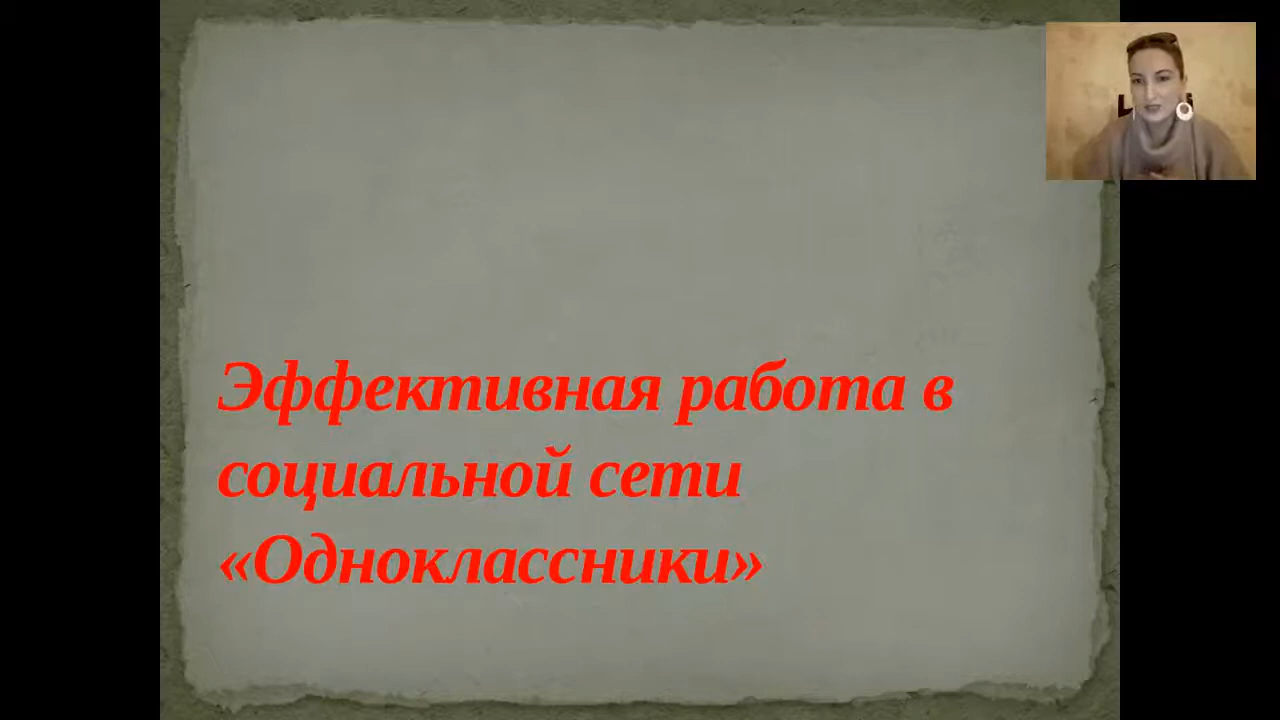 Эффективная работа в
социальной сети
«Одноклассники»